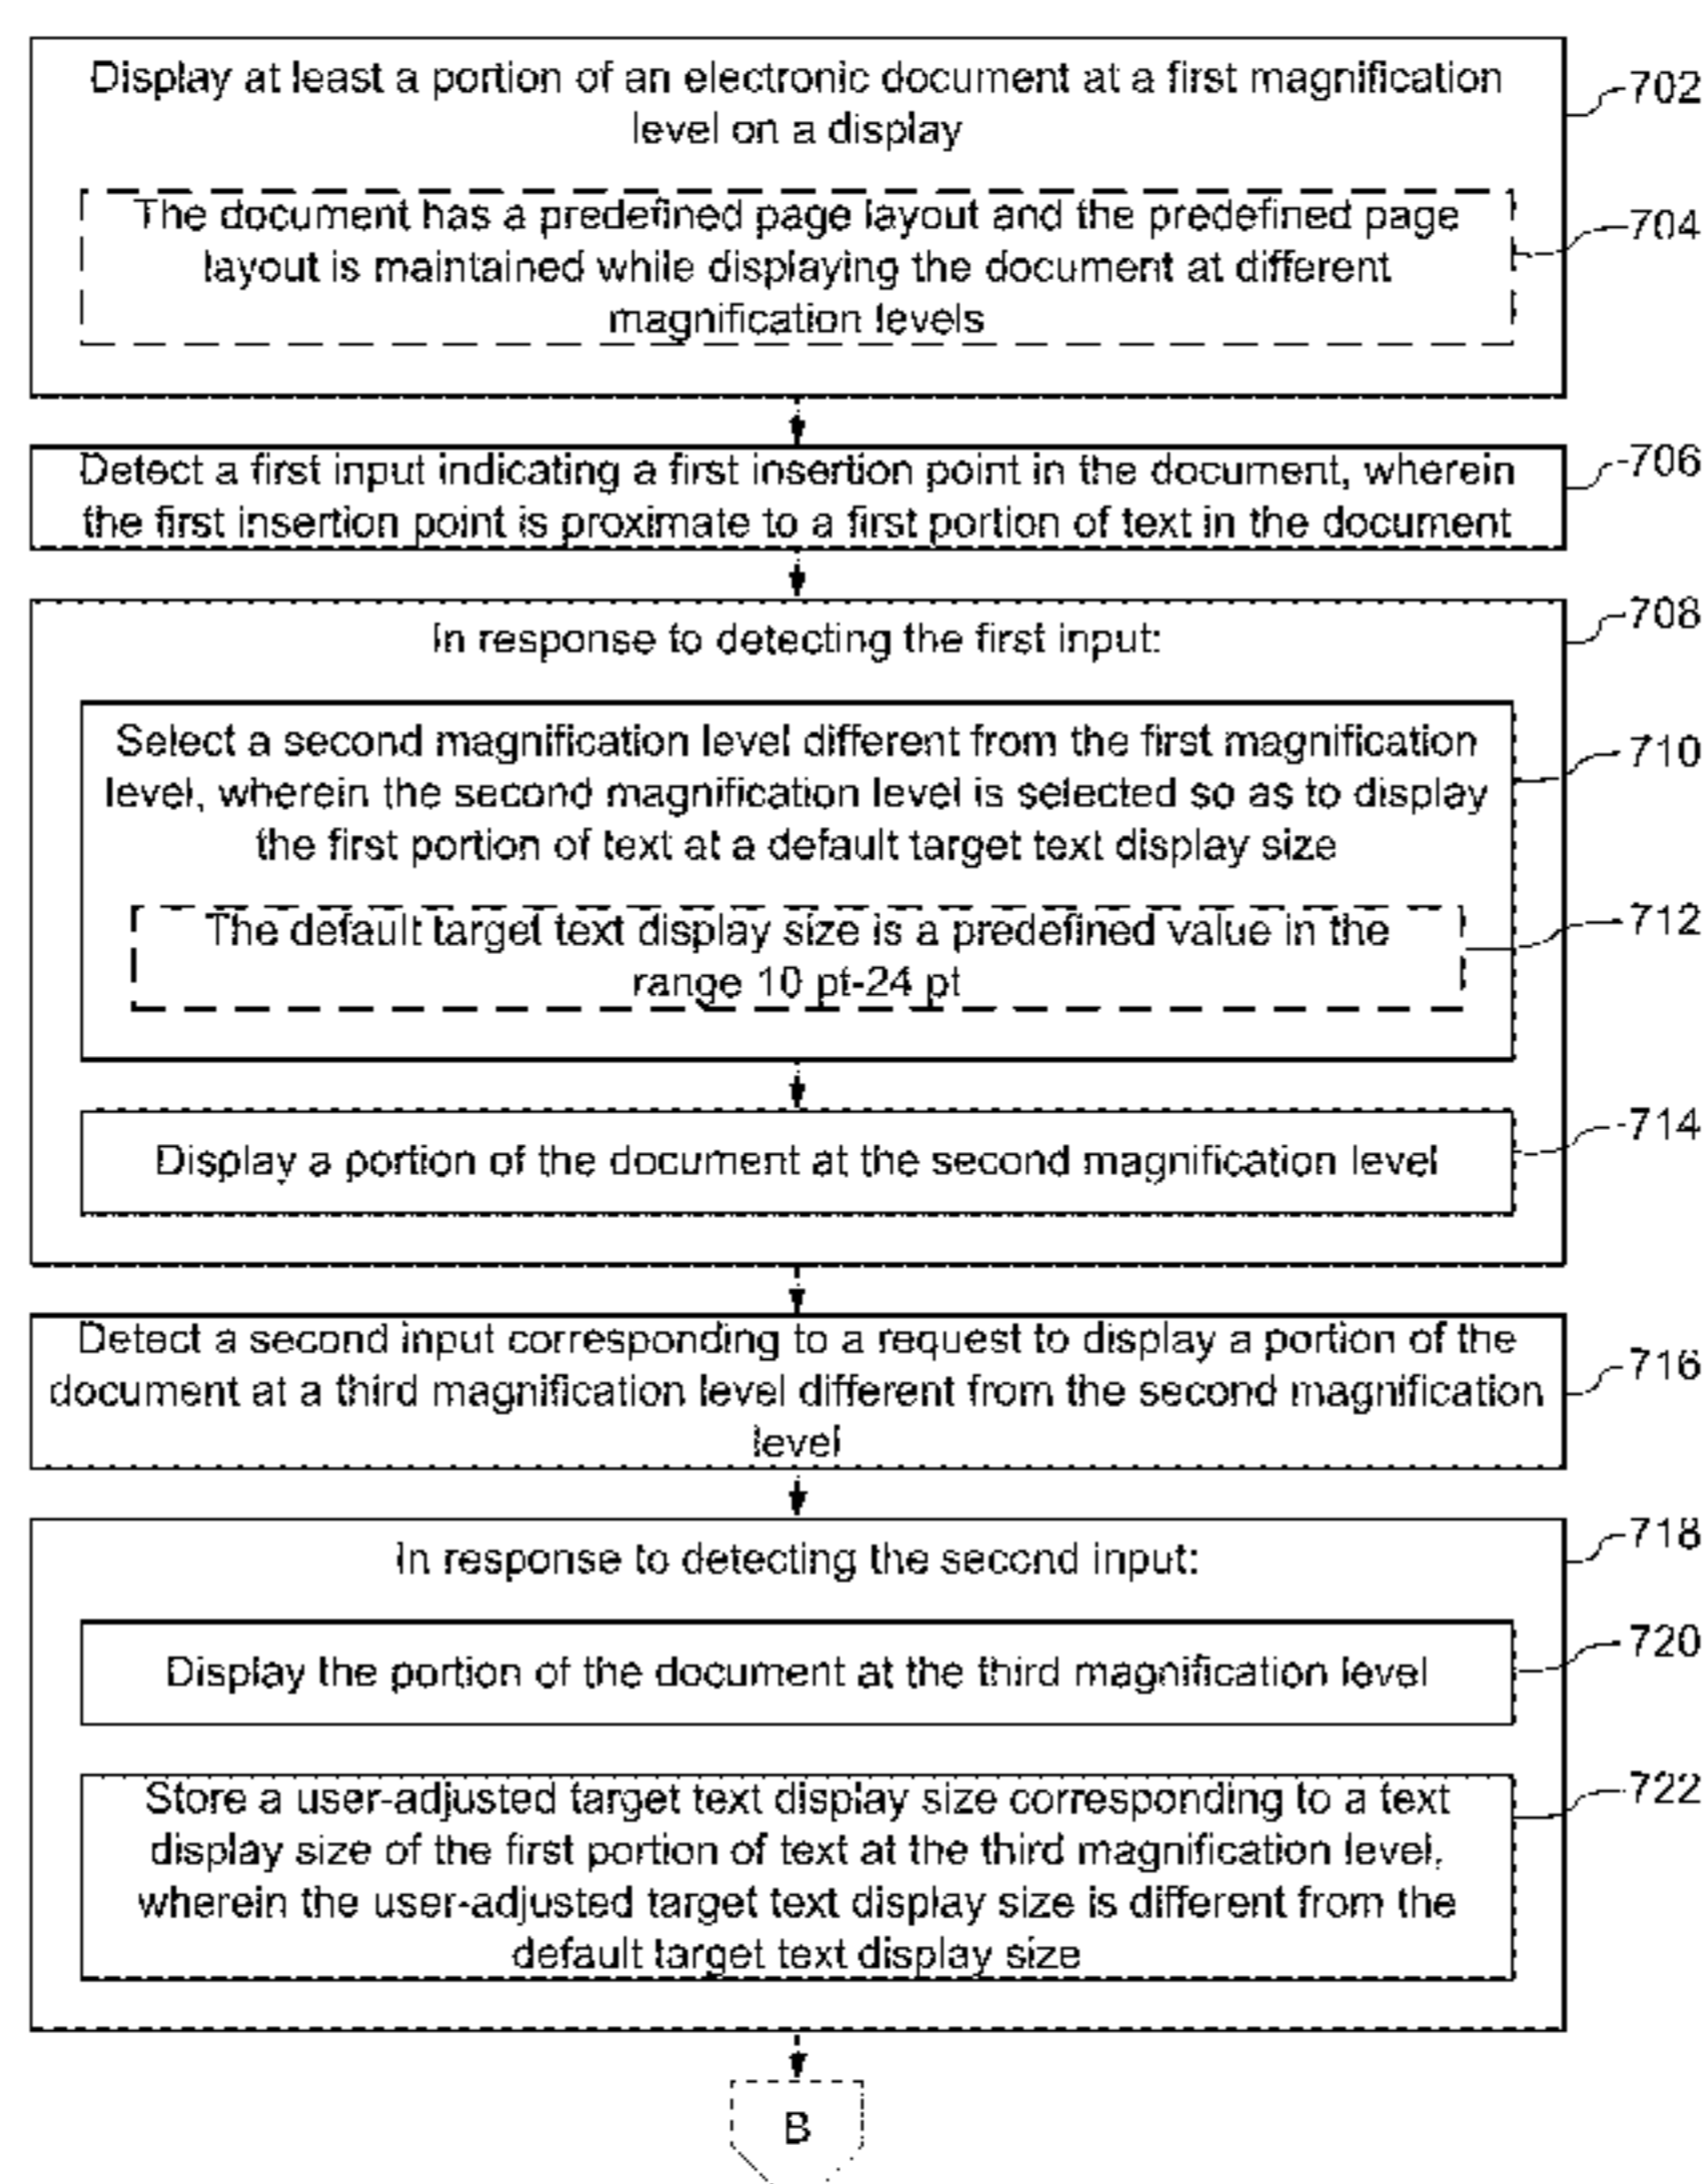 Display at least a portion of an electronic document at a first magnification
level on a display
702
The document has a predefined page layout and the predefined page
layout is maintained while displaying the document at different
magnification levels
704
Detect a first input indicating a first insertion point in the document, wherein
the first insertion point is proximate to a first portion of text in the document
706
In response to detecting the first input:
708
Select a second magnification level different from the first magnification
level, wherein the second magnification level is selected so as to display
the first portion of text at a default target text display size
710
The default target text display size is a predefined value in the
range 10 pt-24 pt
712
Display a portion of the document at the second magnification level
714
Detect a second input corresponding to a request to display a portion of the
document at a third magnification level different from the second magnification
level
716
In response to detecting the second input:
718
Display the portion of the document at the third magnification level
720
Store a user-adjusted target text display size corresponding to a text
display size of the first portion of text at the third magnification level,
wherein the user-adjusted target text display size is different from the
default target text display size
722
B